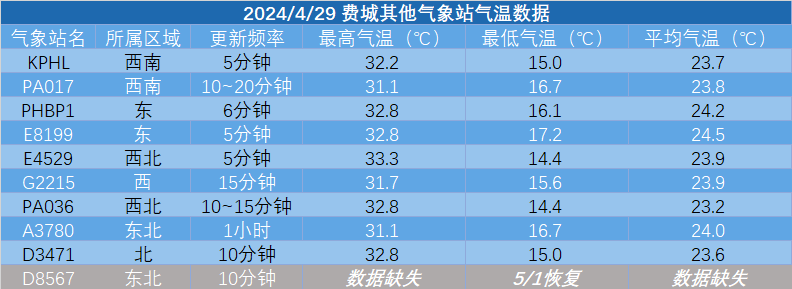 2024/4/29 费城其他气象站气温数据
气象站名 所属区域 更新频率 最高气温（℃） 最低气温（℃） 平均气温（℃）
KPHL 西南 5分钟 32.2 15.0 23.7
PA017 西南 10~20分钟 31.1 16.7 23.8
PHBP1 东 6分钟 32.8 16.1 24.2
E8199 东 5分钟 32.8 17.2 24.5
E4529 西北 5分钟 33.3 14.4 23.9
G2215 西 15分钟 31.7 15.6 23.9
PA036 西北 10~15分钟 32.8 14.4 23.2
A3780 东北 1小时 31.1 16.7 24.0
D3471 北 10分钟 32.8 15.0 23.6
D8567 东北 10分钟 数据缺失 5/1恢复 数据缺失